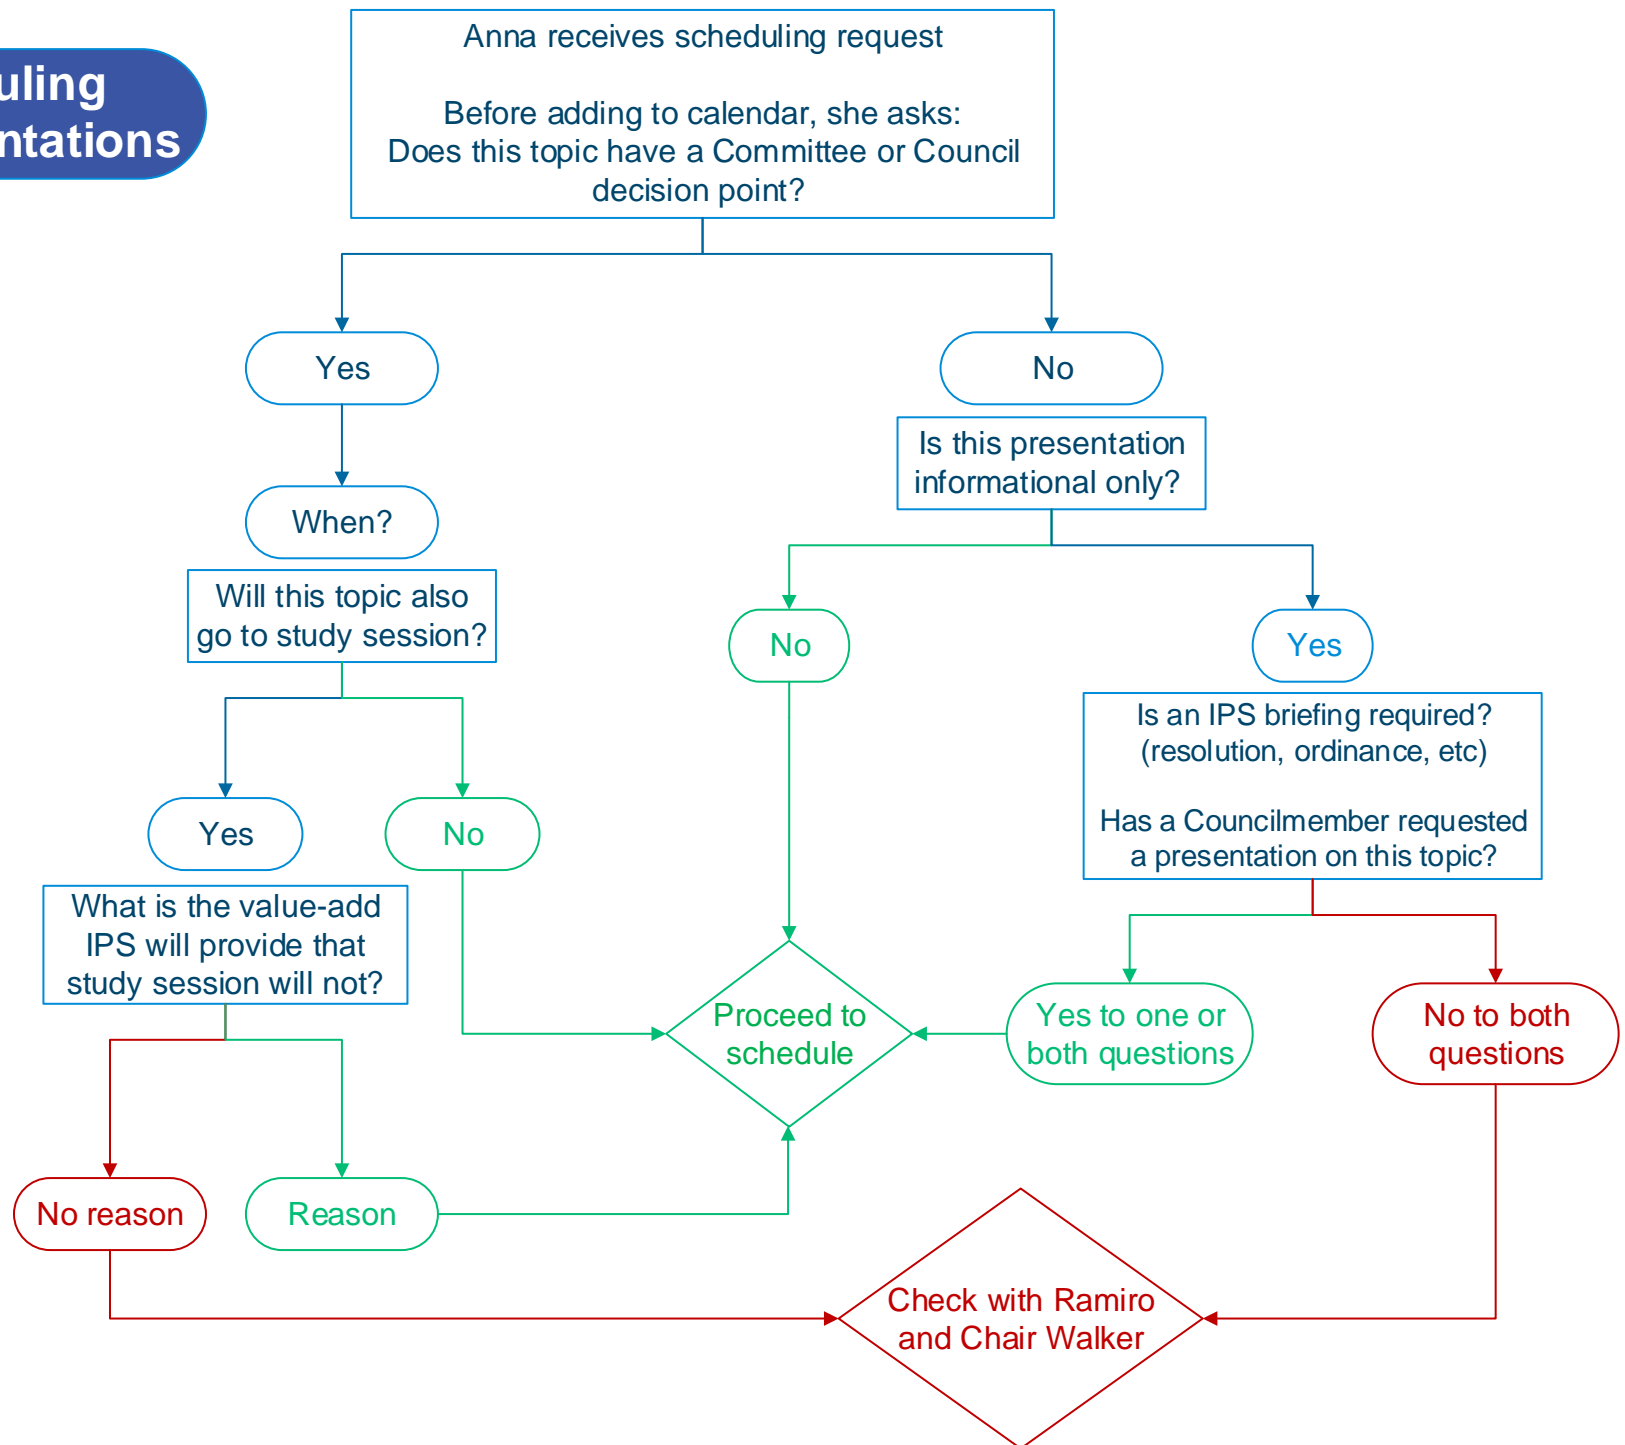 uling
ntations
Anna receives scheduling request
Before adding to calendar, she asks:
Does this topic have a Committee or Council
decision point?
Yes
No
Is this presentation
informational only?
When?
Will this topic also
go to study session?
No
Yes
Is an IPS briefing required?
(resolution, ordinance, etc)
Has a Councilmember requested
a presentation on this topic?
Yes
No
What is the value-add
IPS will provide that
study session will not?
Proceed to
schedule
Yes to one or
both questions
No to both
questions
No reason
Reason
Check with Ramiro
and Chair Walker